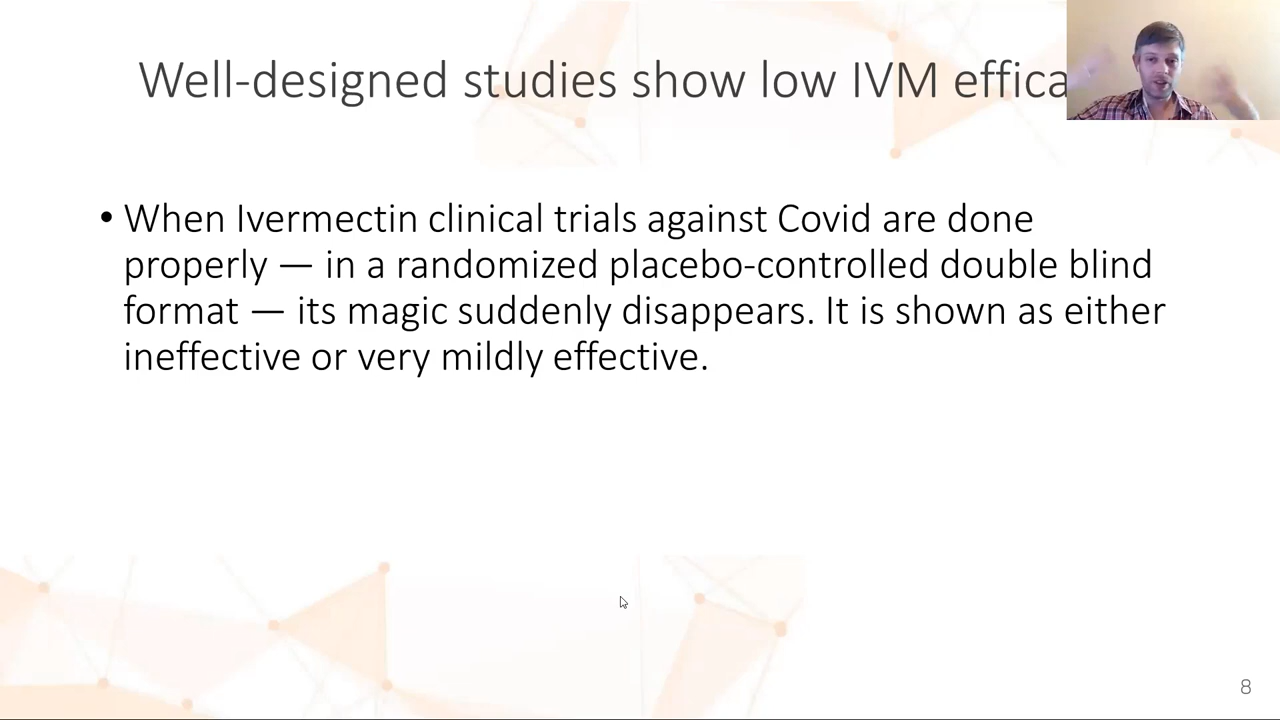 Well-designed studies show low IVM effica
• When Ivermectin clinical trials against Covid are done
properly — in a randomized placebo-controlled double blind
format — its magic suddenly disappears. It is shown as either
ineffective or very mildly effective.
8